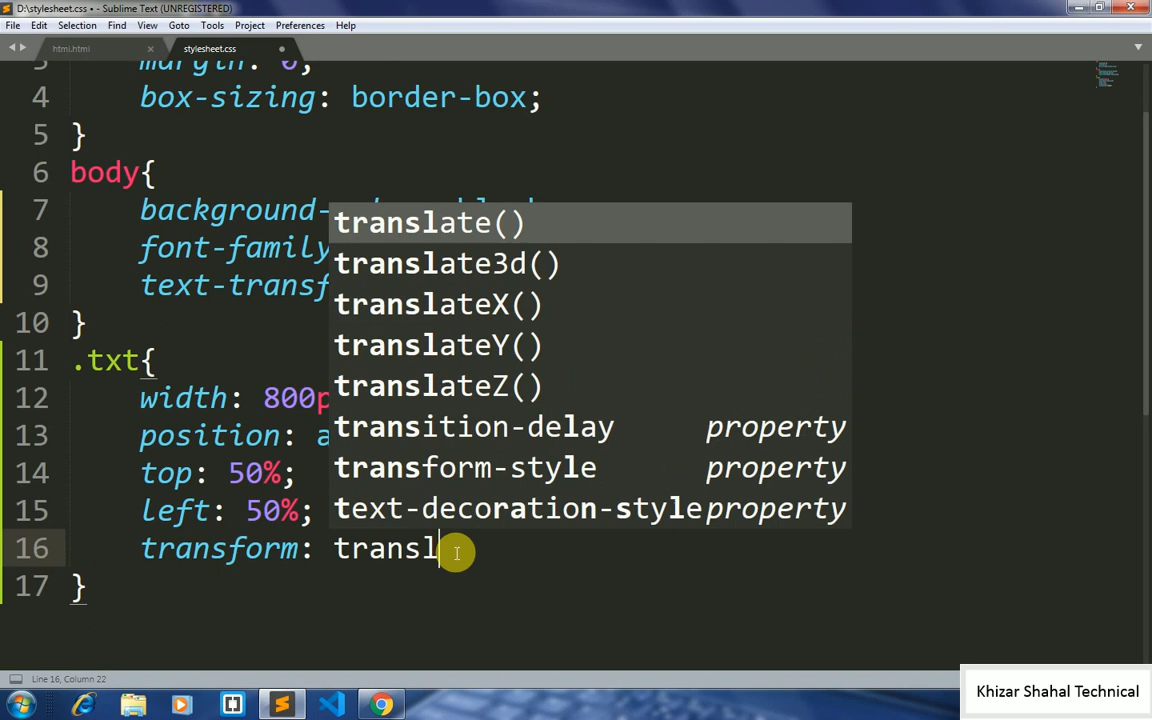 D:\stylesheet.css • - Sublime Text (UNREGISTERED)
File Edit Selection Find View Goto Tools Project Preferences Help
html.html stylesheet.css
3 margin: 0;
4 box-sizing: border-box;
5 }
6 body{
7 background-
8 font-family
9 text-transf
10 }
11 .txt{
12 width: 800p
13 position: a
14 top: 50%;
15 left: 50%;
16 transform: transl
17 }
translate()
translate3d()
translateX()
translateY()
translateZ()
transition-delay property
transform-style property
text-decoration-style property
Line 16, Column 22
Khizar Shahal Technical